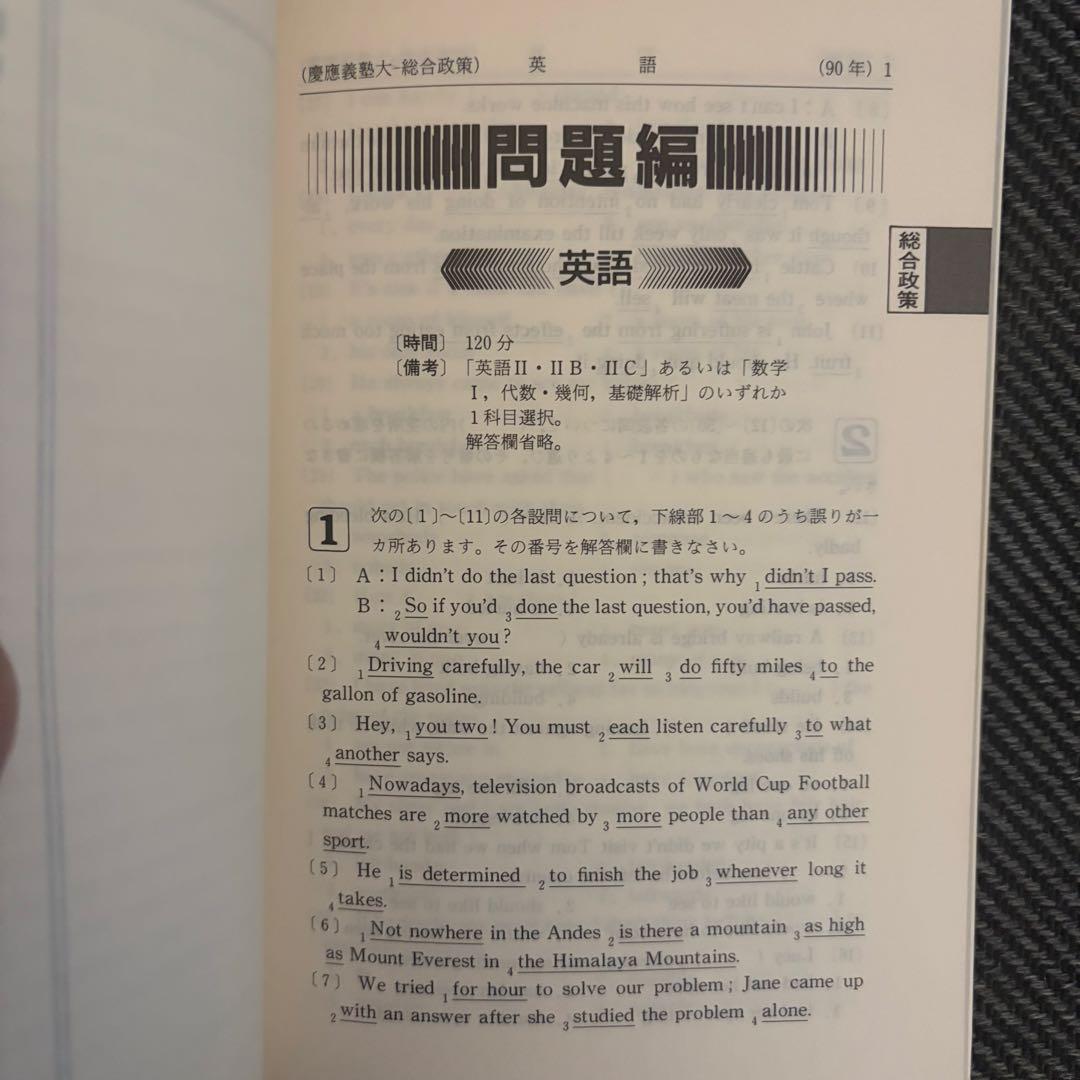 (慶應義塾大-総合政策) 英 語 (90年) 1
問題編
英語
総合政策
〔時間〕 120分
〔備考〕 「英語II・IIB・IIC」あるいは「数学
I，代数・幾何，基礎解析」のいずれか
1科目選択。
解答欄省略。
1 次の〔1〕～〔11〕の各設問について，下線部1～4のうち誤りが一
カ所あります。その番号を解答欄に書きなさい。
〔1〕 A : I didn't do the last question ; that's why 1 didn't I pass.
B : 2 So if you'd 3 done the last question, you'd have passed,
4 wouldn't you ?
〔2〕 1 Driving carefully, the car 2 will 3 do fifty miles 4 to the
gallon of gasoline.
〔3〕 Hey, 1 you two ! You must 2 each listen carefully 3 to what
4 another says.
〔4〕 1 Nowadays, television broadcasts of World Cup Football
matches are 2 more watched by 3 more people than 4 any other
sport.
〔5〕 He 1 is determined 2 to finish the job 3 whenever long it
4 takes.
〔6〕 1 Not nowhere in the Andes 2 is there a mountain 3 as high
as Mount Everest in 4 the Himalaya Mountains.
〔7〕 We tried 1 for hour to solve our problem ; Jane came up
2 with an answer after she 3 studied the problem 4 alone.